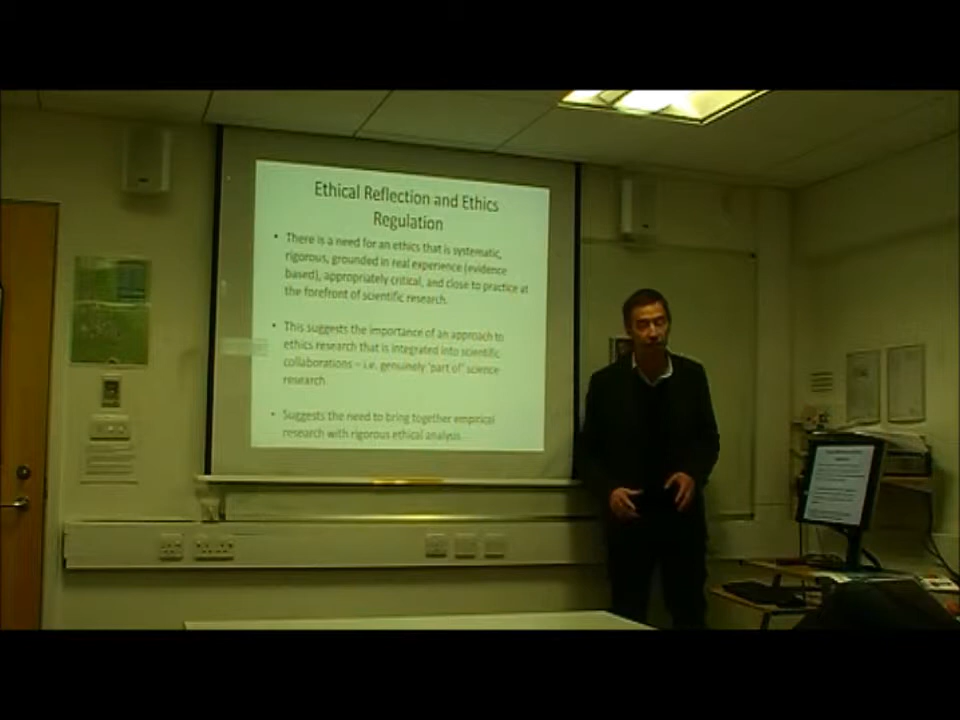 Ethical Reflection and Ethics
Regulation
• There is a need for an ethics that is systematic,
rigorous, grounded in real experience (evidence
based), appropriately critical, and close to practice at
the forefront of scientific research.
• This suggests the importance of an approach to
ethics research that is integrated into scientific
collaborations – i.e. genuinely 'part of' science
research.
• Suggests the need to bring together empirical
research with rigorous ethical analysis.